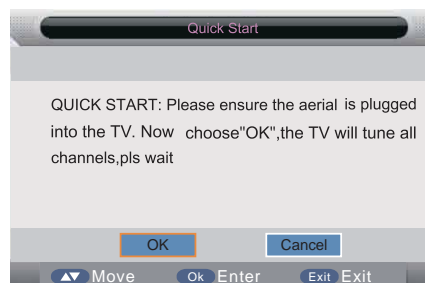 Quick Start
QUICK START: Please ensure the aerial is plugged
into the TV. Now choose"OK",the TV will tune all
channels,pls wait
OK Cancel
▲▼ Move Ok Enter Exit Exit